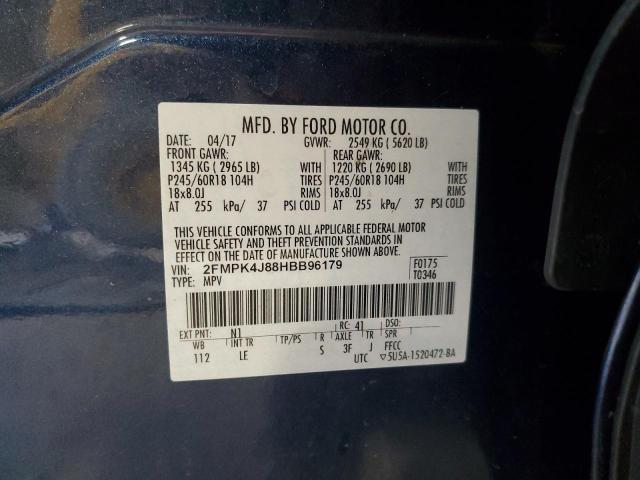 MFD. BY FORD MOTOR CO.
DATE: 04/17 GVWR: 2549 KG ( 5620 LB)
FRONT GAWR: REAR GAWR:
1345 KG ( 2965 LB) WITH 1220 KG ( 2690 LB) WITH
P245/60R18 104H TIRES P245/60R18 104H TIRES
18x8.0J RIMS 18x8.0J RIMS
AT 255 kPa/ 37 PSI COLD AT 255 kPa/ 37 PSI COLD
THIS VEHICLE CONFORMS TO ALL APPLICABLE FEDERAL MOTOR
VEHICLE SAFETY AND THEFT PREVENTION STANDARDS IN
EFFECT ON THE DATE OF MANUFACTURE SHOWN ABOVE.
VIN: 2FMPK4J88HBB96179 F0175
TYPE: MPV T0346
EXT PNT: N1 RC: 41 DSO:
WB INT TR TP/PS R AXLE TR SPR
112 LE S 3F J FFCC
UTC ▽5U5A-1520472-BA